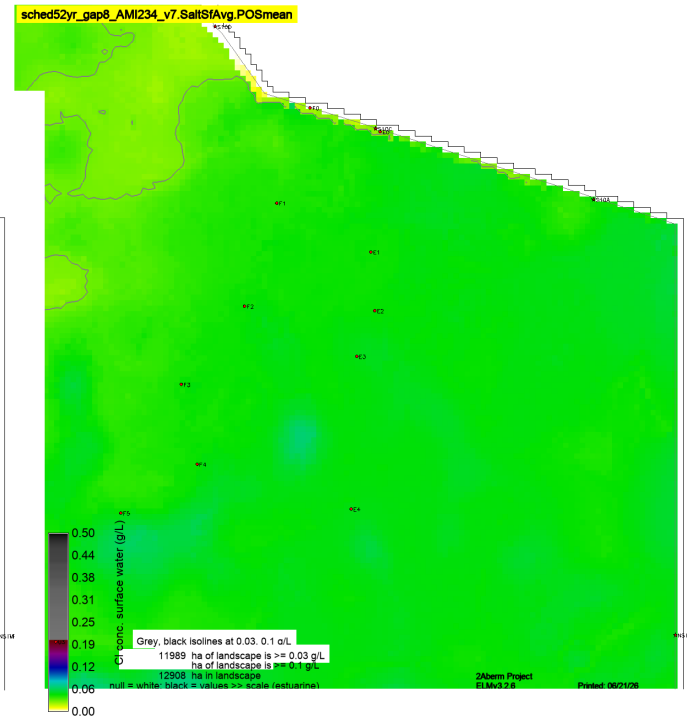 sched52yr_gap8_AMI234_v7.SaltSfAvg.POSmean
F0
S10A
F1
E1
F2
E2
E3
F3
F4
F5
E4
0.50
0.44
0.38
0.31
0.25
0.19
0.12
0.06
0.00
Cl conc. surface water (g/L)
Grey, black isolines at 0.03. 0.1 g/L
11989 ha of landscape is >= 0.03 g/L
ha of landscape is >= 0.1 g/L
12908 ha in landscape
null = white; black = values >> scale (estuarine)
2Aberm Project
ELMv3.2.6
Printed: 06/21/26